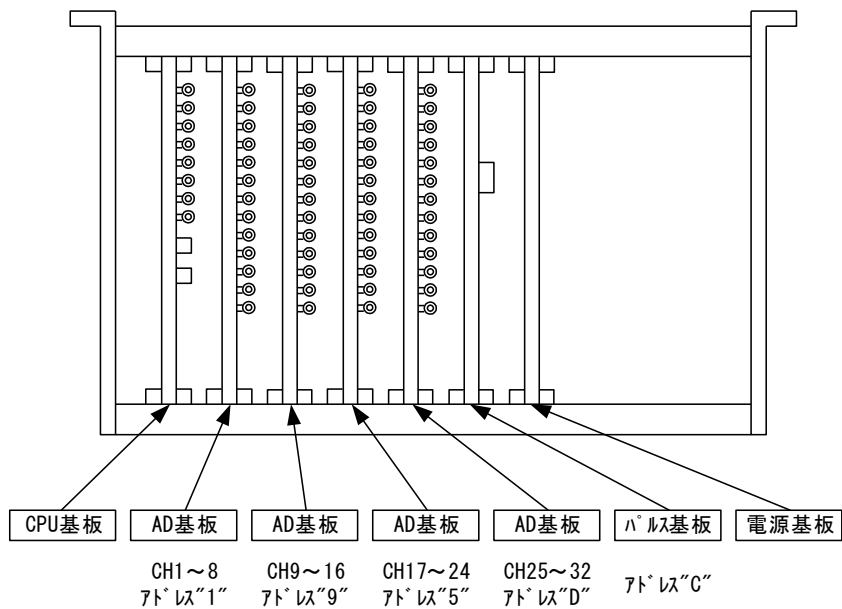 CPU基板 AD基板 AD基板 AD基板 AD基板 ﾊﾟﾙｽ基板 電源基板
CH1～8 CH9～16 CH17～24 CH25～32
ｱﾄﾞﾚｽ"1" ｱﾄﾞﾚｽ"9" ｱﾄﾞﾚｽ"5" ｱﾄﾞﾚｽ"D" ｱﾄﾞﾚｽ"C"